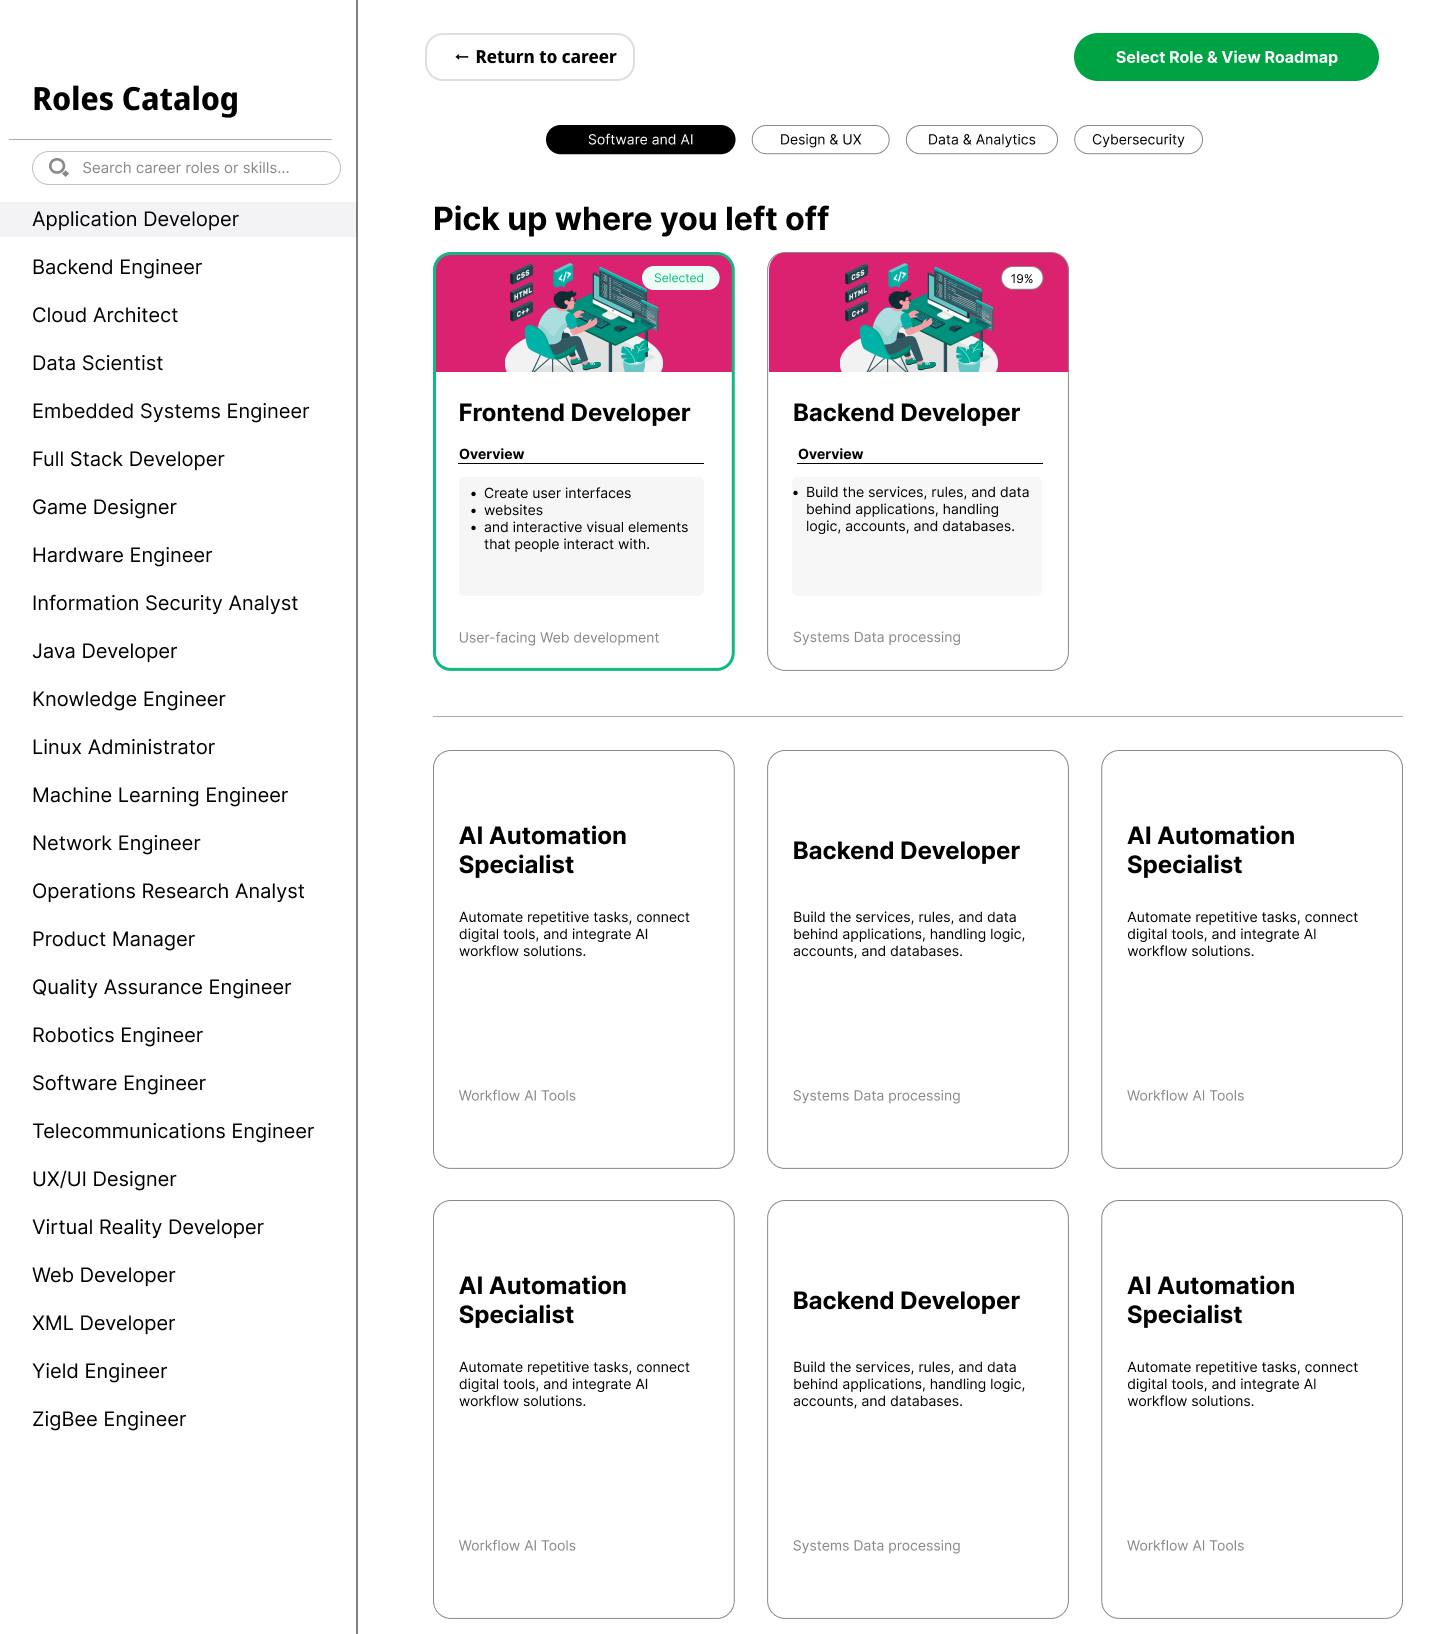 Roles Catalog
Search career roles or skills...
Application Developer
Backend Engineer
Cloud Architect
Data Scientist
Embedded Systems Engineer
Full Stack Developer
Game Designer
Hardware Engineer
Information Security Analyst
Java Developer
Knowledge Engineer
Linux Administrator
Machine Learning Engineer
Network Engineer
Operations Research Analyst
Product Manager
Quality Assurance Engineer
Robotics Engineer
Software Engineer
Telecommunications Engineer
UX/UI Designer
Virtual Reality Developer
Web Developer
XML Developer
Yield Engineer
ZigBee Engineer
← Return to career
Select Role & View Roadmap
Software and AI
Design & UX
Data & Analytics
Cybersecurity
Pick up where you left off
CSS
HTML
C++
</>
Selected
Frontend Developer
Overview
• Create user interfaces
• websites
• and interactive visual elements
that people interact with.
User-facing Web development
CSS
HTML
C++
</>
19%
Backend Developer
Overview
• Build the services, rules, and data
behind applications, handling
logic, accounts, and databases.
Systems Data processing
AI Automation
Specialist
Automate repetitive tasks, connect
digital tools, and integrate AI
workflow solutions.
Workflow AI Tools
Backend Developer
Build the services, rules, and data
behind applications, handling logic,
accounts, and databases.
Systems Data processing
AI Automation
Specialist
Automate repetitive tasks, connect
digital tools, and integrate AI
workflow solutions.
Workflow AI Tools
AI Automation
Specialist
Automate repetitive tasks, connect
digital tools, and integrate AI
workflow solutions.
Workflow AI Tools
Backend Developer
Build the services, rules, and data
behind applications, handling logic,
accounts, and databases.
Systems Data processing
AI Automation
Specialist
Automate repetitive tasks, connect
digital tools, and integrate AI
workflow solutions.
Workflow AI Tools